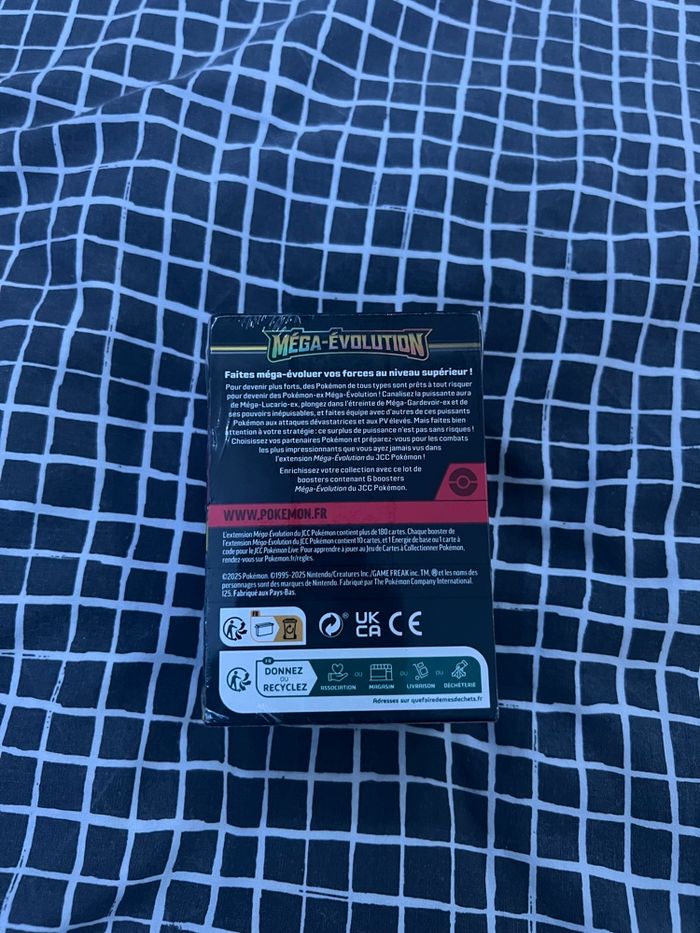 MÉGA-ÉVOLUTION
Faites méga-évoluer vos forces au niveau supérieur !
Pour devenir plus forts, des Pokémon de tous types sont prêts à tout risquer
pour devenir des Pokémon-ex Méga-Évolution ! Canalisez la puissante aura
de Méga-Lucario-ex, plongez dans l'étreinte de Méga-Gardevoir-ex et de
ses pouvoirs inépuisables, et faites équipe avec d'autres de ces puissants
Pokémon aux attaques dévastatrices et aux PV élevés. Mais faites bien
attention à votre stratégie : ce surplus de puissance n'est pas sans risques !
Choisissez vos partenaires Pokémon et préparez-vous pour les combats
les plus impressionnants que vous ayez jamais vus dans
l'extension Méga-Évolution du JCC Pokémon !
Enrichissez votre collection avec ce lot de
boosters contenant 6 boosters
Méga-Évolution du JCC Pokémon.
WWW.POKEMON.FR
L'extension Méga-Évolution du JCC Pokémon contient plus de 180 cartes. Chaque booster de
l'extension Méga-Évolution du JCC Pokémon contient 10 cartes, et 1 Énergie de base ou 1 carte à
code pour le JCC Pokémon Live. Pour apprendre à jouer au Jeu de Cartes à Collectionner Pokémon,
rendez-vous sur Pokemon.fr/regles.
©2025 Pokémon. ©1995-2025 Nintendo/Creatures Inc./GAME FREAK inc. TM, ® et les noms des
personnages sont des marques de Nintendo. Fabriqué par The Pokémon Company International.
125. Fabriqué aux Pays-Bas.
FR
UK
CA CE
FR
DONNEZ
OU
RECYCLEZ
ASSOCIATION OU MAGASIN OU LIVRAISON OU DÉCHÈTERIE
Adresses sur quefairedemesdechets.fr